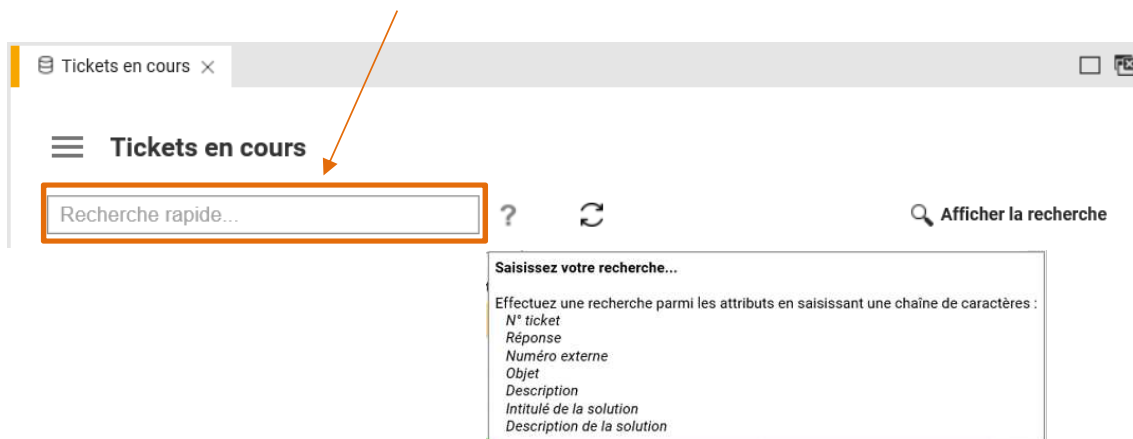 Tickets en cours
Tickets en cours
Recherche rapide...
?
Afficher la recherche
Saisissez votre recherche...
Effectuez une recherche parmi les attributs en saisissant une chaîne de caractères :
N° ticket
Réponse
Numéro externe
Objet
Description
Intitulé de la solution
Description de la solution